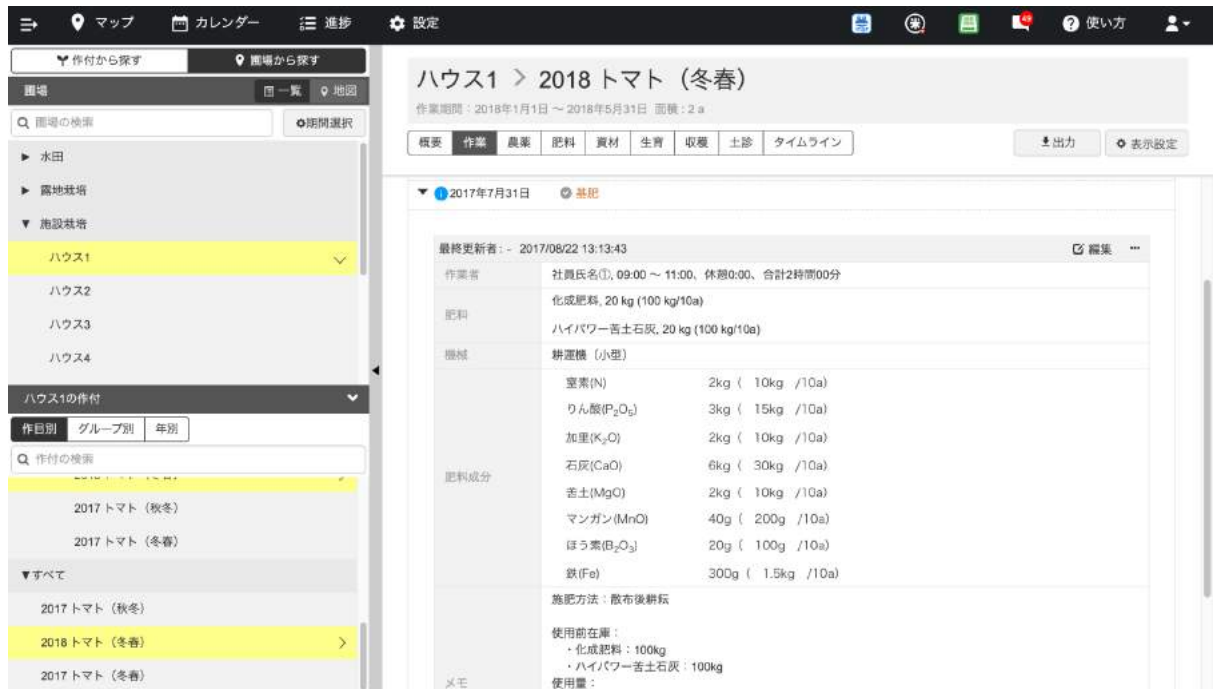 マップ カレンダー 進捗 設定 49 使い方
作付から探す 圃場から探す
圃場 一覧 地図
圃場の検索 期間選択
▶ 水田
▶ 露地栽培
▼ 施設栽培
ハウス1
ハウス2
ハウス3
ハウス4
ハウス1の作付
作目別 グループ別 年別
作付の検索
2017 トマト（秋冬）
2017 トマト（冬春）
▼すべて
2017 トマト（秋冬）
2018 トマト（冬春）
2017 トマト（冬春）
ハウス1 > 2018 トマト（冬春）
作業期間：2018年1月1日 ～ 2018年5月31日 面積：2 a
概要 作業 農薬 肥料 資材 生育 収穫 土診 タイムライン 出力 表示設定
▼ 2017年7月31日 基肥
最終更新者： - 2017/08/22 13:13:43 編集 ···
作業者 社員氏名①, 09:00 ～ 11:00、休憩0:00、合計2時間00分
肥料 化成肥料, 20 kg (100 kg/10a)
ハイパワー苦土石灰, 20 kg (100 kg/10a)
機械 耕運機（小型）
肥料成分
窒素(N) 2kg ( 10kg /10a)
りん酸(P₂O₅) 3kg ( 15kg /10a)
加里(K₂O) 2kg ( 10kg /10a)
石灰(CaO) 6kg ( 30kg /10a)
苦土(MgO) 2kg ( 10kg /10a)
マンガン(MnO) 40g ( 200g /10a)
ほう素(B₂O₃) 20g ( 100g /10a)
鉄(Fe) 300g ( 1.5kg /10a)
メモ
施肥方法：散布後耕耘
使用前在庫：
・化成肥料：100kg
・ハイパワー苦土石灰：100kg
使用量：